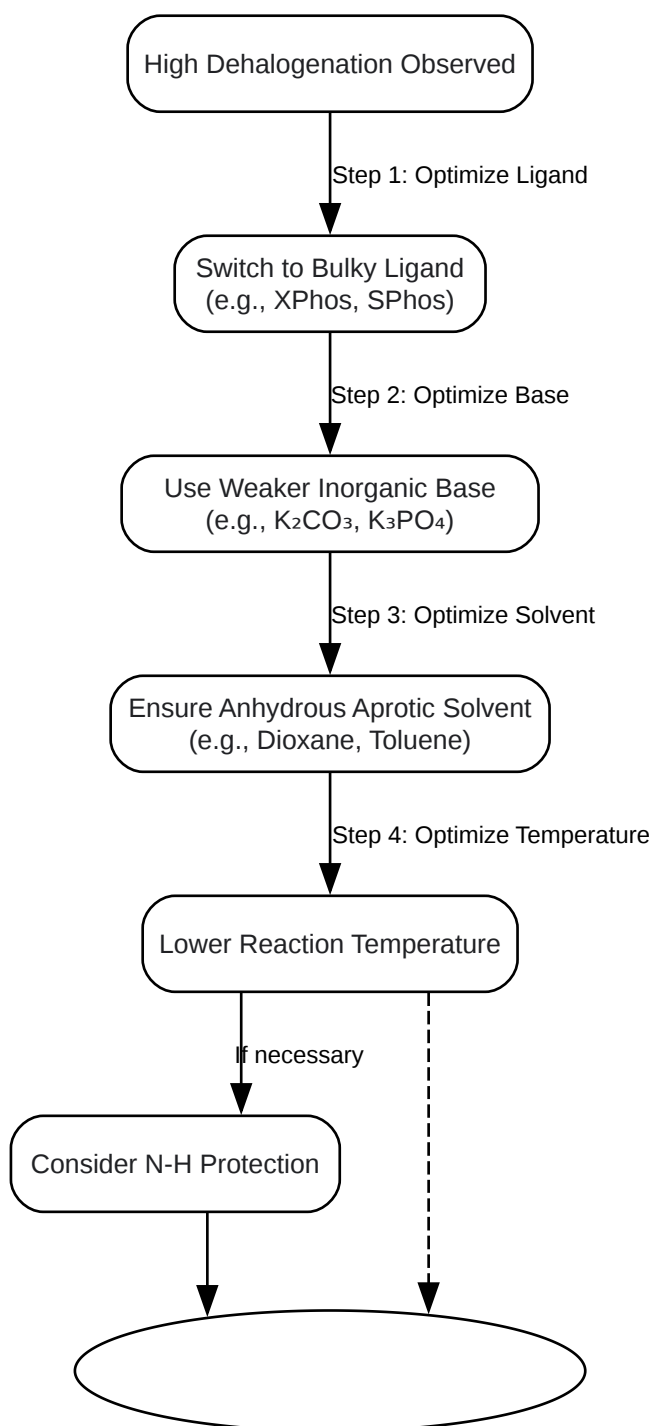 High Dehalogenation Observed
Step 1: Optimize Ligand
Switch to Bulky Ligand
(e.g., XPhos, SPhos)
Step 2: Optimize Base
Use Weaker Inorganic Base
(e.g., K₂CO₃, K₃PO₄)
Step 3: Optimize Solvent
Ensure Anhydrous Aprotic Solvent
(e.g., Dioxane, Toluene)
Step 4: Optimize Temperature
Lower Reaction Temperature
If necessary
Consider N-H Protection